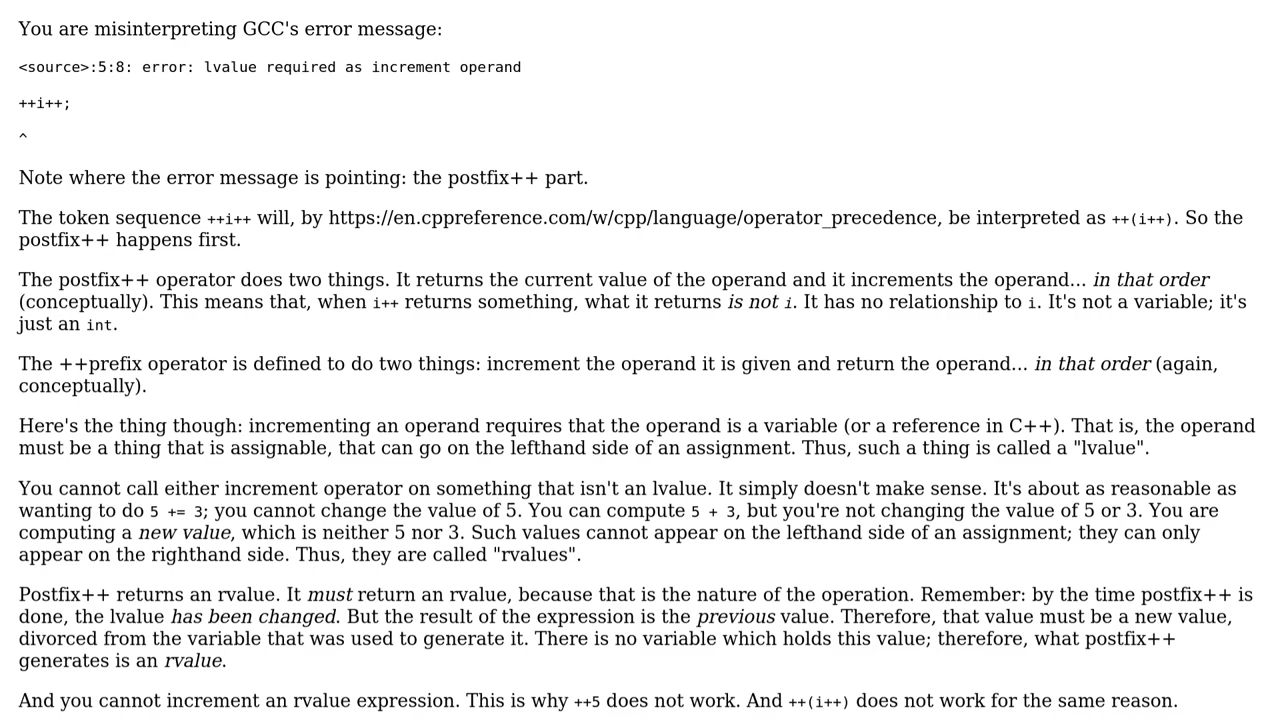 You are misinterpreting GCC's error message:
<source>:5:8: error: lvalue required as increment operand
++i++;
^
Note where the error message is pointing: the postfix++ part.
The token sequence ++i++ will, by https://en.cppreference.com/w/cpp/language/operator_precedence, be interpreted as ++(i++). So the
postfix++ happens first.
The postfix++ operator does two things. It returns the current value of the operand and it increments the operand... in that order
(conceptually). This means that, when i++ returns something, what it returns is not i. It has no relationship to i. It's not a variable; it's
just an int.
The ++prefix operator is defined to do two things: increment the operand it is given and return the operand... in that order (again,
conceptually).
Here's the thing though: incrementing an operand requires that the operand is a variable (or a reference in C++). That is, the operand
must be a thing that is assignable, that can go on the lefthand side of an assignment. Thus, such a thing is called a "lvalue".
You cannot call either increment operator on something that isn't an lvalue. It simply doesn't make sense. It's about as reasonable as
wanting to do 5 += 3; you cannot change the value of 5. You can compute 5 + 3, but you're not changing the value of 5 or 3. You are
computing a new value, which is neither 5 nor 3. Such values cannot appear on the lefthand side of an assignment; they can only
appear on the righthand side. Thus, they are called "rvalues".
Postfix++ returns an rvalue. It must return an rvalue, because that is the nature of the operation. Remember: by the time postfix++ is
done, the lvalue has been changed. But the result of the expression is the previous value. Therefore, that value must be a new value,
divorced from the variable that was used to generate it. There is no variable which holds this value; therefore, what postfix++
generates is an rvalue.
And you cannot increment an rvalue expression. This is why ++5 does not work. And ++(i++) does not work for the same reason.